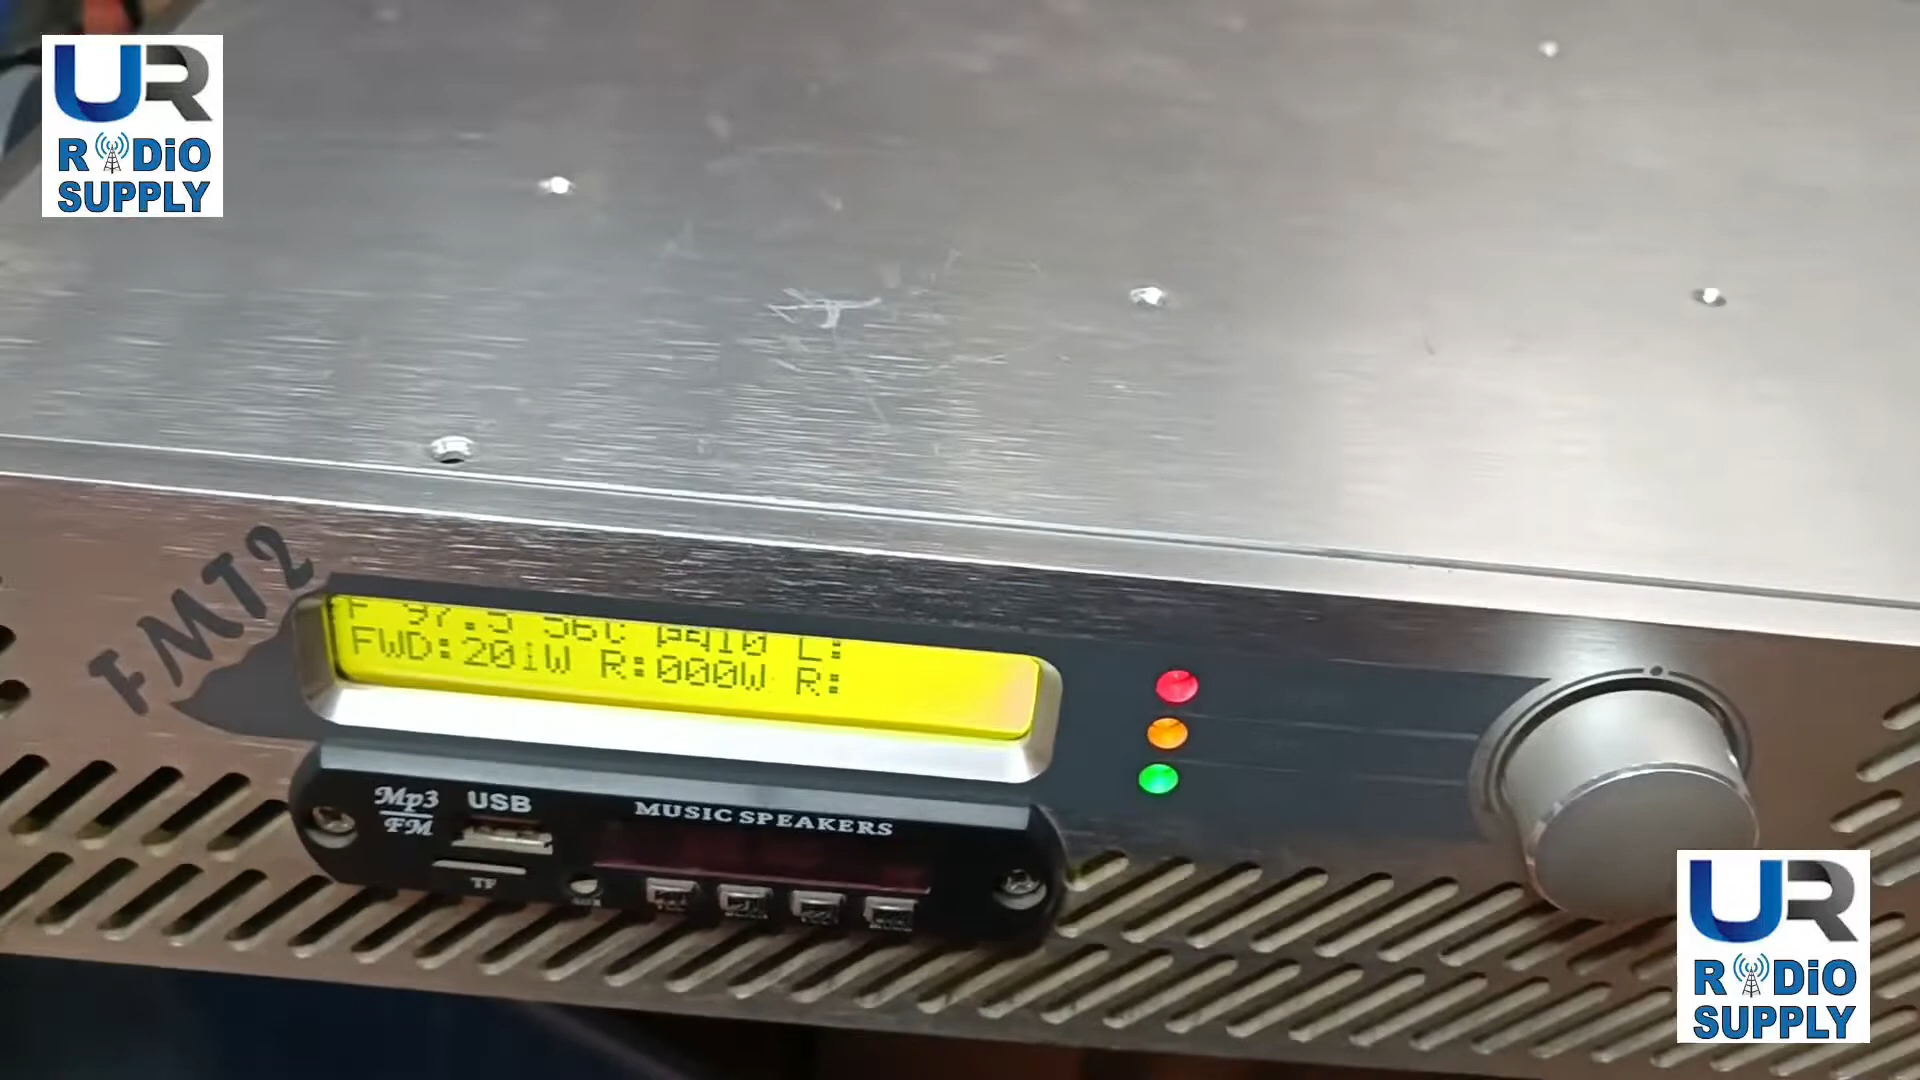 UR
RADiO
SUPPLY
FMT2
FWD:201W R:000W R:
Mp3
FM
USB
MUSIC SPEAKERS
TF
UR
RADiO
SUPPLY